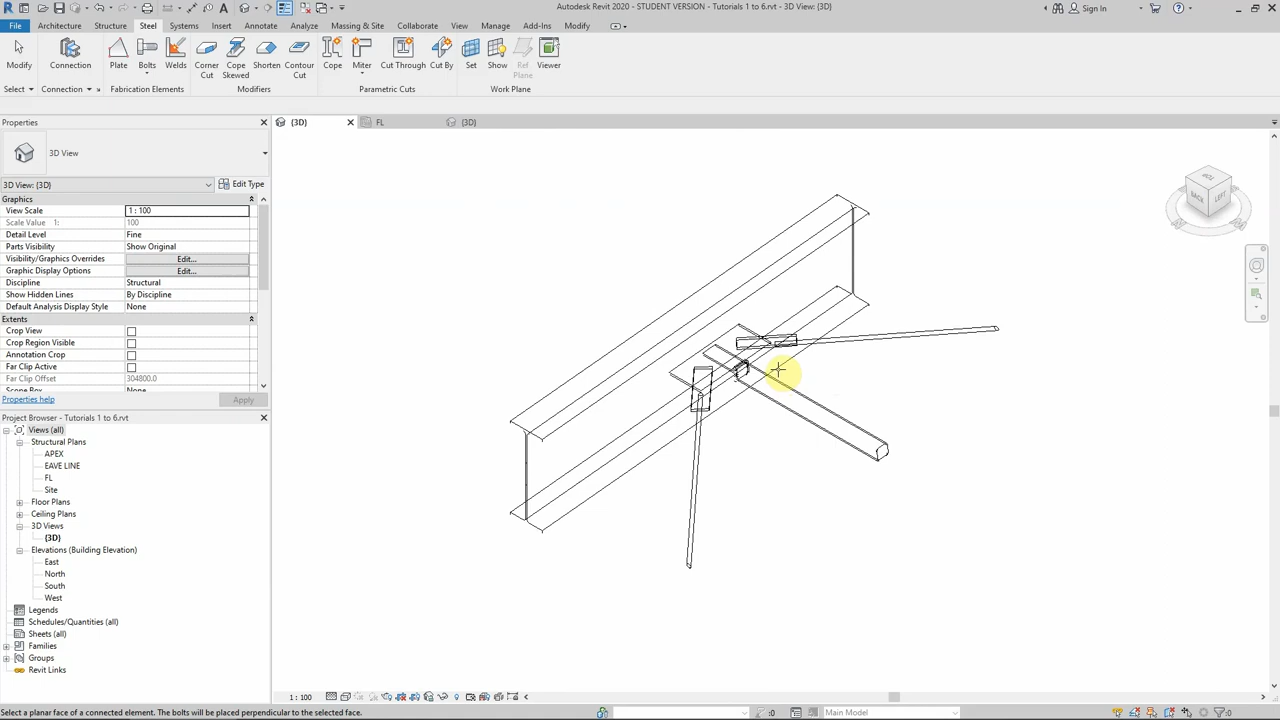 Autodesk Revit 2020 - STUDENT VERSION - Tutorials 1 to 6.rvt - 3D View: {3D}
Sign In
File Architecture Structure Steel Systems Insert Annotate Analyze Massing & Site Collaborate View Manage Add-Ins Modify
Modify Connection Plate Bolts Welds Corner Cut Cope Skewed Shorten Contour Cut Cope Miter Cut Through Cut By Set Show Ref Plane Viewer
Select Connection Fabrication Elements Modifiers Parametric Cuts Work Plane
Properties
{3D} FL {3D}
3D View
3D View: {3D} Edit Type
Graphics
View Scale 1 : 100
Scale Value 1: 100
Detail Level Fine
Parts Visibility Show Original
Visibility/Graphics Overrides Edit...
Graphic Display Options Edit...
Discipline Structural
Show Hidden Lines By Discipline
Default Analysis Display Style None
Extents
Crop View
Crop Region Visible
Annotation Crop
Far Clip Active
Far Clip Offset 304800.0
Scope Box None
Properties help Apply
Project Browser - Tutorials 1 to 6.rvt
Views (all)
Structural Plans
APEX
EAVE LINE
FL
Site
Floor Plans
Ceiling Plans
3D Views
{3D}
Elevations (Building Elevation)
East
North
South
West
Legends
Schedules/Quantities (all)
Sheets (all)
Families
Groups
Revit Links
TOP
BACK LEFT
1 : 100
Select a planar face of a connected element. The bolts will be placed perpendicular to the selected face.
:0 Main Model :0